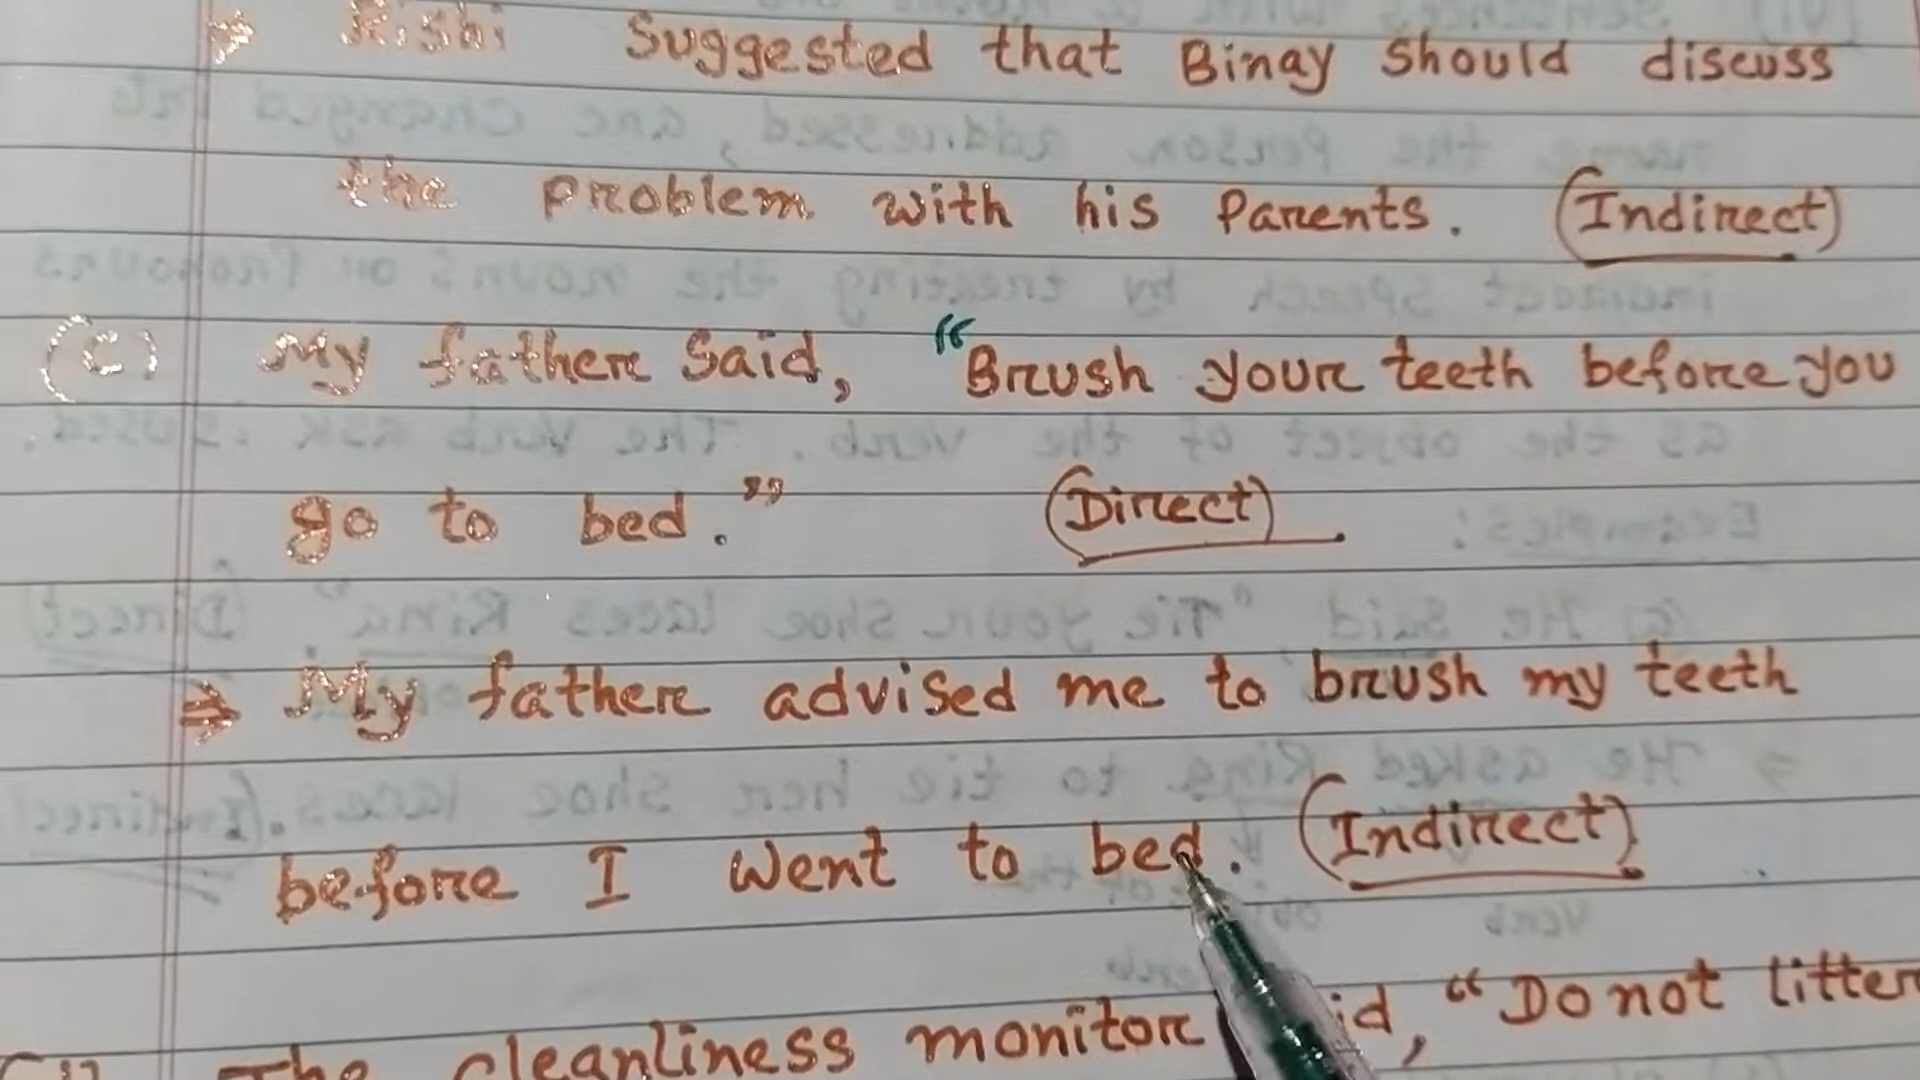 ⇒ Rishi Suggested that Binay should discuss
the problem with his Parents. (Indirect)
(C) My father Said, "Brush your teeth before you
go to bed." (Direct)
⇒ My father advised me to brush my teeth
before I went to bed. (Indirect)
The cleanliness monitor "Do not litter